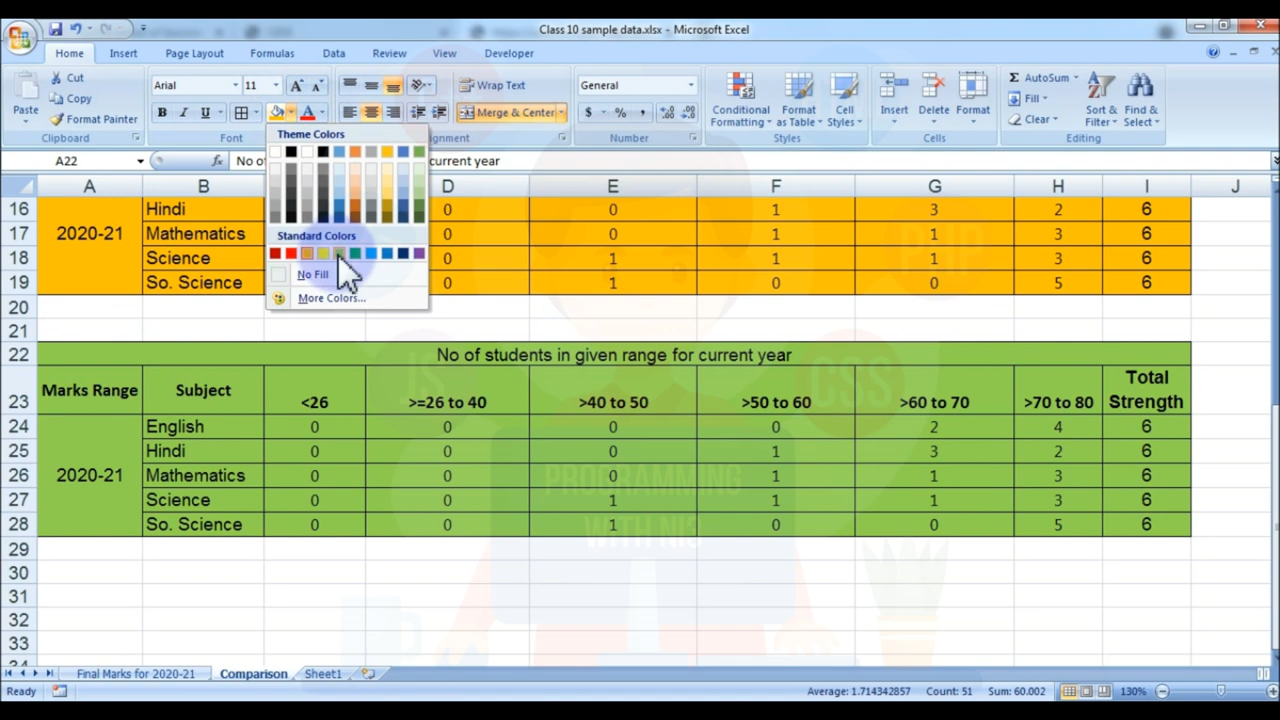 Class 10 sample data.xlsx - Microsoft Excel
Home Insert Page Layout Formulas Data Review View Developer
Paste
Cut
Copy
Format Painter
Clipboard
Arial 11
B I U
Font
Wrap Text
Merge & Center
Alignment
General
$ % ,
Number
Conditional Formatting
Format as Table
Cell Styles
Styles
Insert Delete Format
Cells
Σ AutoSum
Fill
Clear
Sort & Filter
Find & Select
Editing
A22 fx No o current year
Theme Colors
Standard Colors
No Fill
More Colors...
A B D E F G H I J
16 Hindi 0 0 1 3 2 6
17 2020-21 Mathematics 0 0 1 1 3 6
18 Science 0 1 1 1 3 6
19 So. Science 0 1 0 0 5 6
20
21
22 No of students in given range for current year
23 Marks Range Subject <26 >=26 to 40 >40 to 50 >50 to 60 >60 to 70 >70 to 80 Total Strength
24 English 0 0 0 0 2 4 6
25 Hindi 0 0 0 1 3 2 6
26 2020-21 Mathematics 0 0 0 1 1 3 6
27 Science 0 0 1 1 1 3 6
28 So. Science 0 0 1 0 0 5 6
29
30
31
32
33
34
JS
CSS
PHP
PROGRAMMING
WITH NI3
Final Marks for 2020-21 Comparison Sheet1
Ready Average: 1.714342857 Count: 51 Sum: 60.002 130%